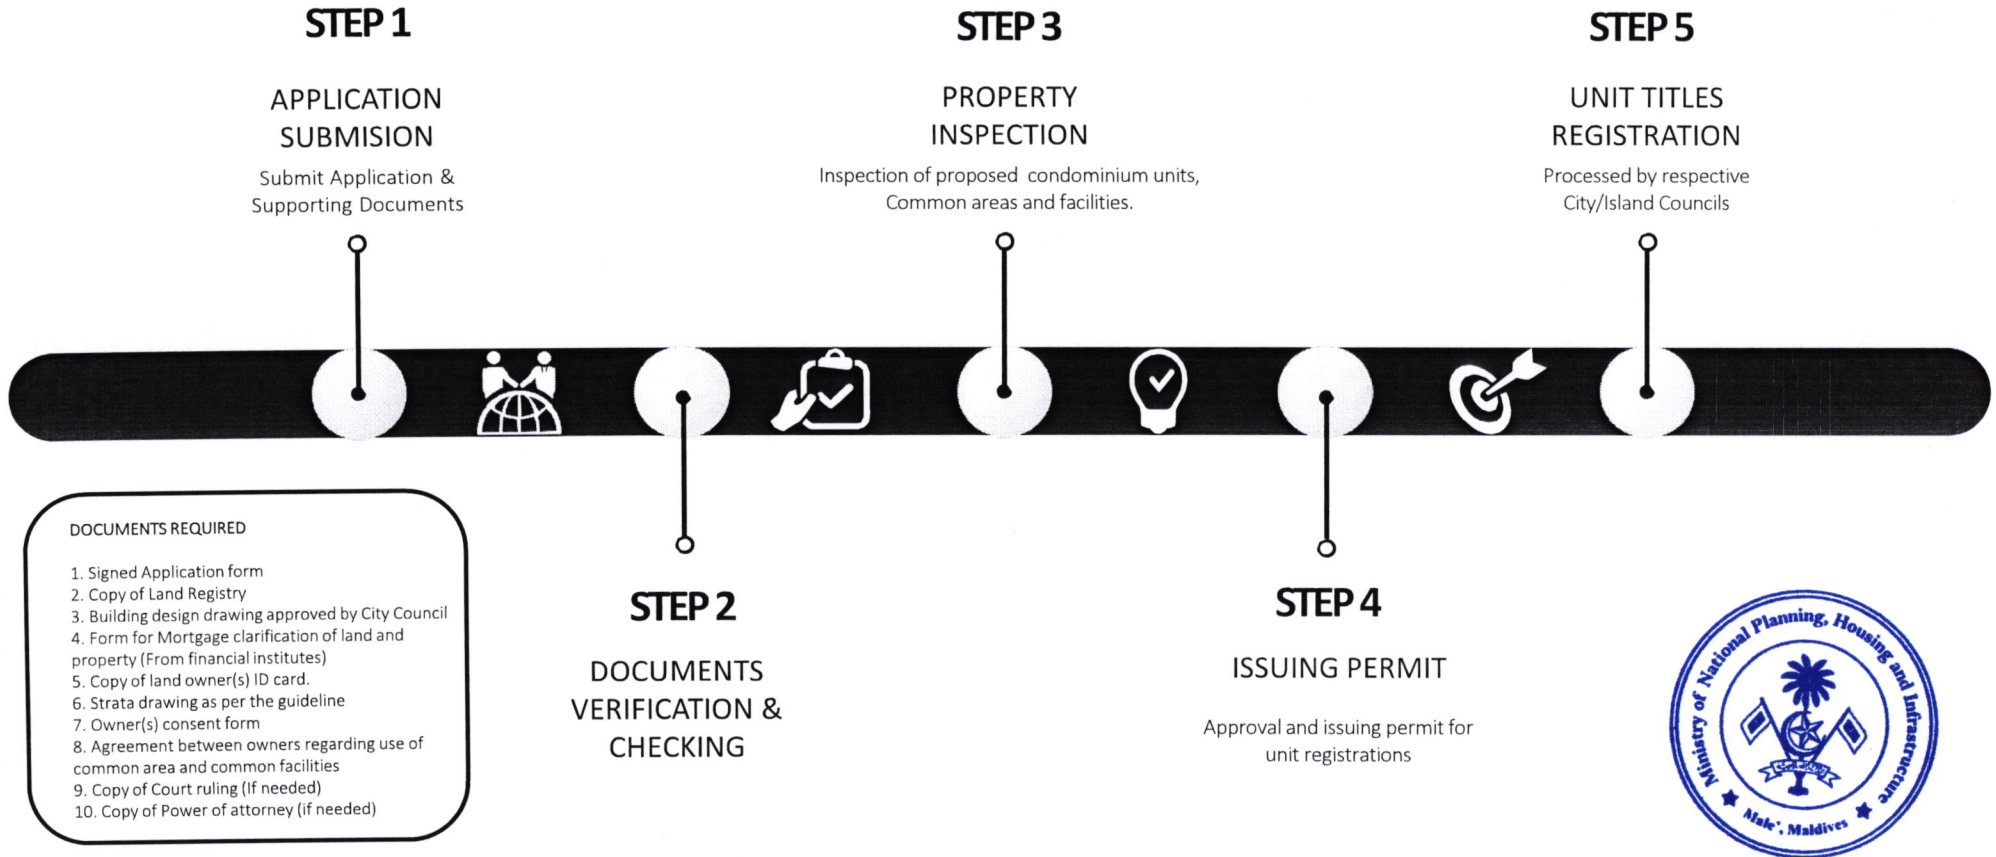 STEP 1
APPLICATION
SUBMISION
Submit Application &
Supporting Documents
STEP 3
PROPERTY
INSPECTION
Inspection of proposed condominium units,
Common areas and facilities.
STEP 5
UNIT TITLES
REGISTRATION
Processed by respective
City/Island Councils
DOCUMENTS REQUIRED
1. Signed Application form
2. Copy of Land Registry
3. Building design drawing approved by City Council
4. Form for Mortgage clarification of land and
property (From financial institutes)
5. Copy of land owner(s) ID card.
6. Strata drawing as per the guideline
7. Owner(s) consent form
8. Agreement between owners regarding use of
common area and common facilities
9. Copy of Court ruling (If needed)
10. Copy of Power of attorney (if needed)
STEP 2
DOCUMENTS
VERIFICATION &
CHECKING
STEP 4
ISSUING PERMIT
Approval and issuing permit for
unit registrations
Ministry of National Planning, Housing and Infrastructure
Male', Maldives